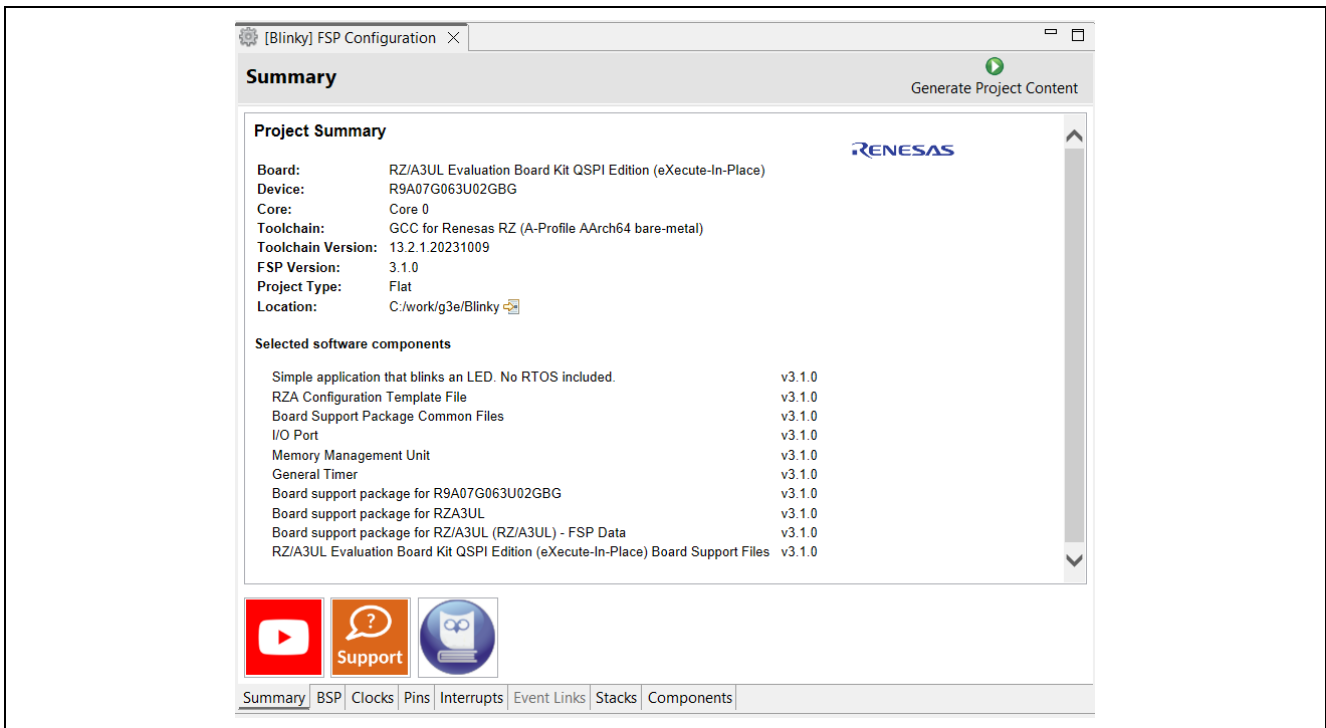 [Blinky] FSP Configuration
Summary
Generate Project Content
Project Summary
RENESAS
Board: RZ/A3UL Evaluation Board Kit QSPI Edition (eXecute-In-Place)
Device: R9A07G063U02GBG
Core: Core 0
Toolchain: GCC for Renesas RZ (A-Profile AArch64 bare-metal)
Toolchain Version: 13.2.1.20231009
FSP Version: 3.1.0
Project Type: Flat
Location: C:/work/g3e/Blinky
Selected software components
Simple application that blinks an LED. No RTOS included. v3.1.0
RZA Configuration Template File v3.1.0
Board Support Package Common Files v3.1.0
I/O Port v3.1.0
Memory Management Unit v3.1.0
General Timer v3.1.0
Board support package for R9A07G063U02GBG v3.1.0
Board support package for RZA3UL v3.1.0
Board support package for RZ/A3UL (RZ/A3UL) - FSP Data v3.1.0
RZ/A3UL Evaluation Board Kit QSPI Edition (eXecute-In-Place) Board Support Files v3.1.0
?
Support
Summary BSP Clocks Pins Interrupts Event Links Stacks Components